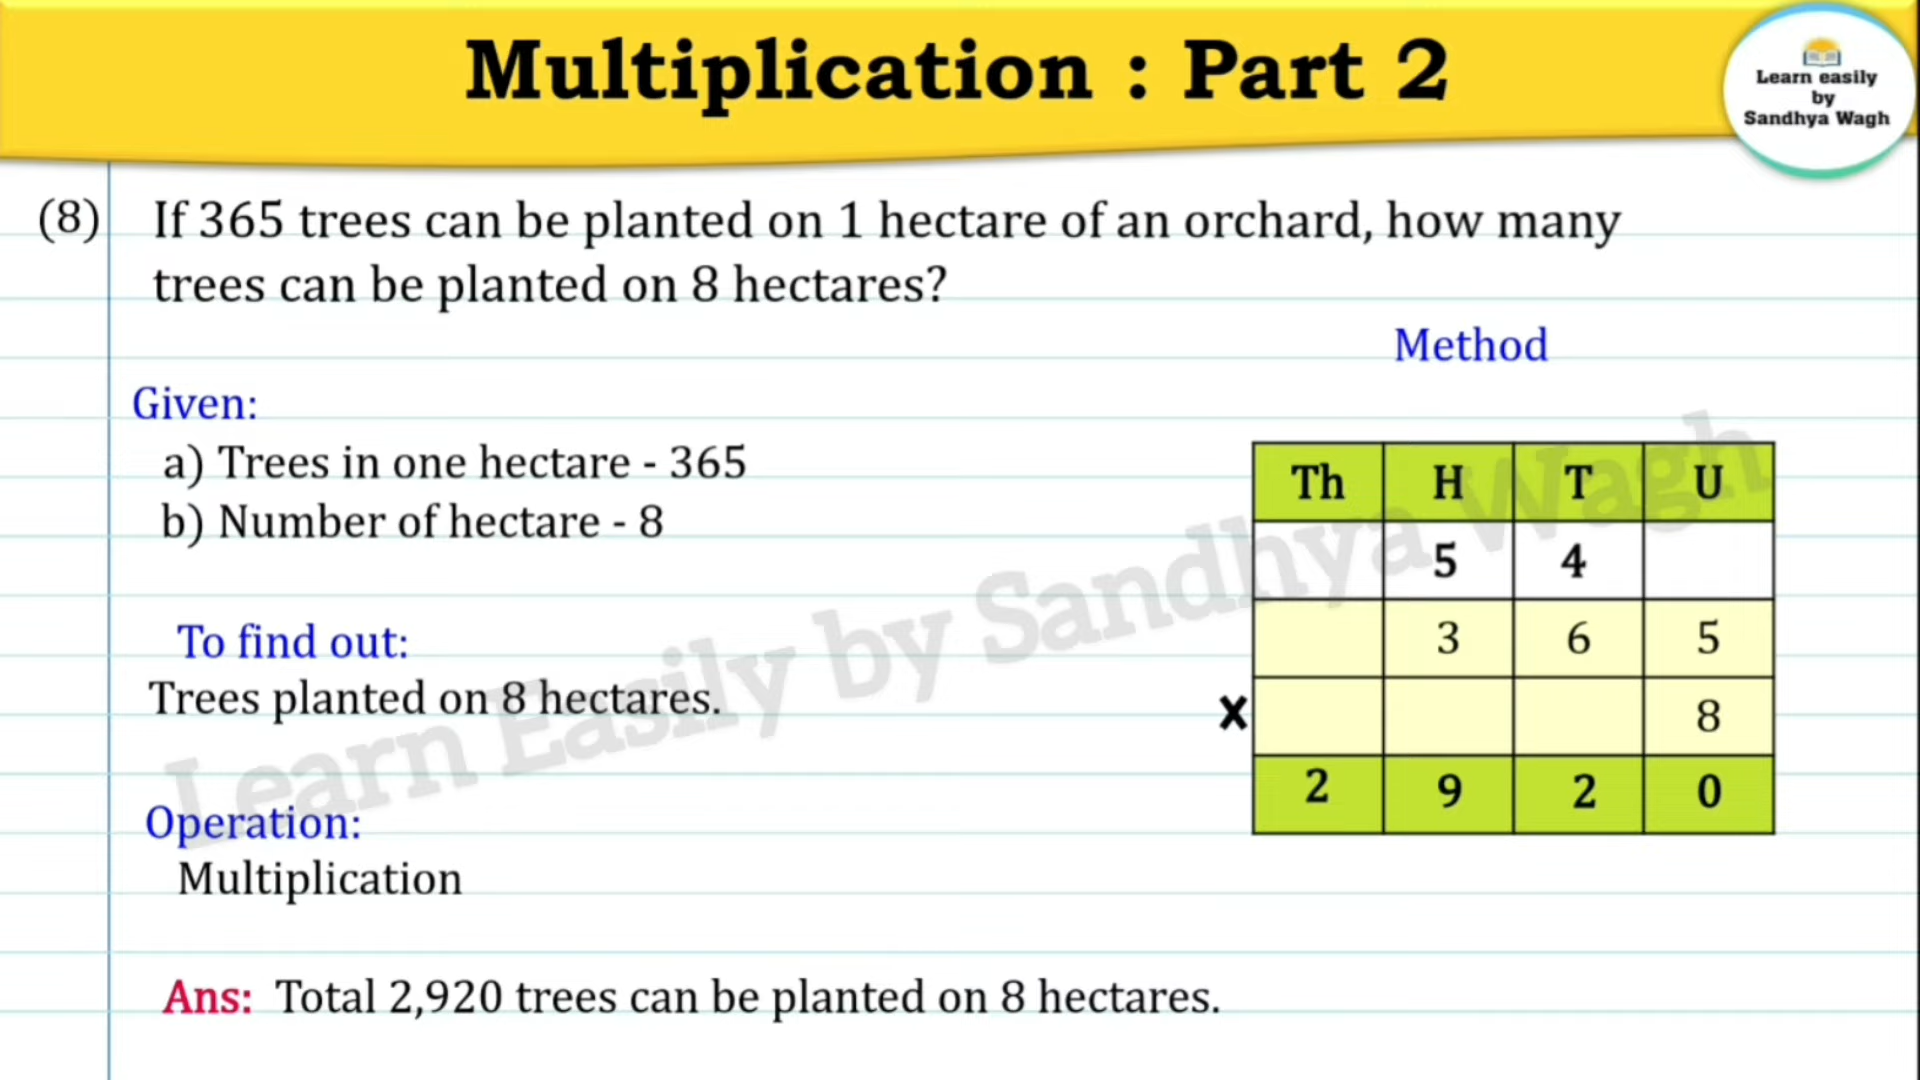 Multiplication : Part 2
Learn easily
by
Sandhya Wagh
(8) If 365 trees can be planted on 1 hectare of an orchard, how many
trees can be planted on 8 hectares?
Method
Given:
a) Trees in one hectare - 365
b) Number of hectare - 8
To find out:
Trees planted on 8 hectares.
Operation:
Multiplication
Th H T U
5 4
3 6 5
× 8
2 9 2 0
Ans: Total 2,920 trees can be planted on 8 hectares.
Learn Easily by Sandhya Wagh